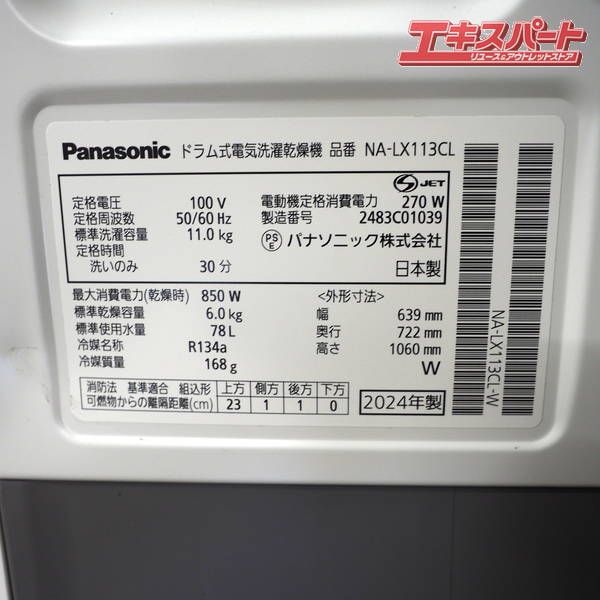 エキスパート
リユース&アウトレットストア
Panasonic ドラム式電気洗濯乾燥機 品番 NA-LX113CL
定格電圧 100 V
定格周波数 50/60 Hz
標準洗濯容量 11.0 kg
定格時間
洗いのみ 30 分
S JET
電動機定格消費電力 270 W
製造番号 2483C01039
PSE パナソニック株式会社
日本製
最大消費電力(乾燥時) 850 W
標準乾燥容量 6.0 kg
標準使用水量 78 L
冷媒名称 R134a
冷媒質量 168 g
<外形寸法>
幅 639 mm
奥行 722 mm
高さ 1060 mm
W
消防法 基準適合 組込形 上方 側方 後方 下方
可燃物からの離隔距離(cm) 23 1 1 0
2024年製
NA-LX113CL-W